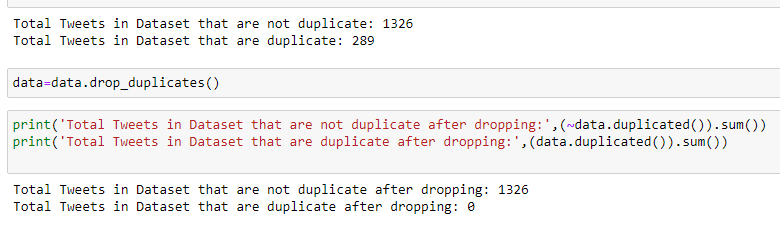 Total Tweets in Dataset that are not duplicate: 1326
Total Tweets in Dataset that are duplicate: 289
data=data.drop_duplicates()
print('Total Tweets in Dataset that are not duplicate after dropping:',(~data.duplicated()).sum())
print('Total Tweets in Dataset that are duplicate after dropping:',(data.duplicated()).sum())
Total Tweets in Dataset that are not duplicate after dropping: 1326
Total Tweets in Dataset that are duplicate after dropping: 0